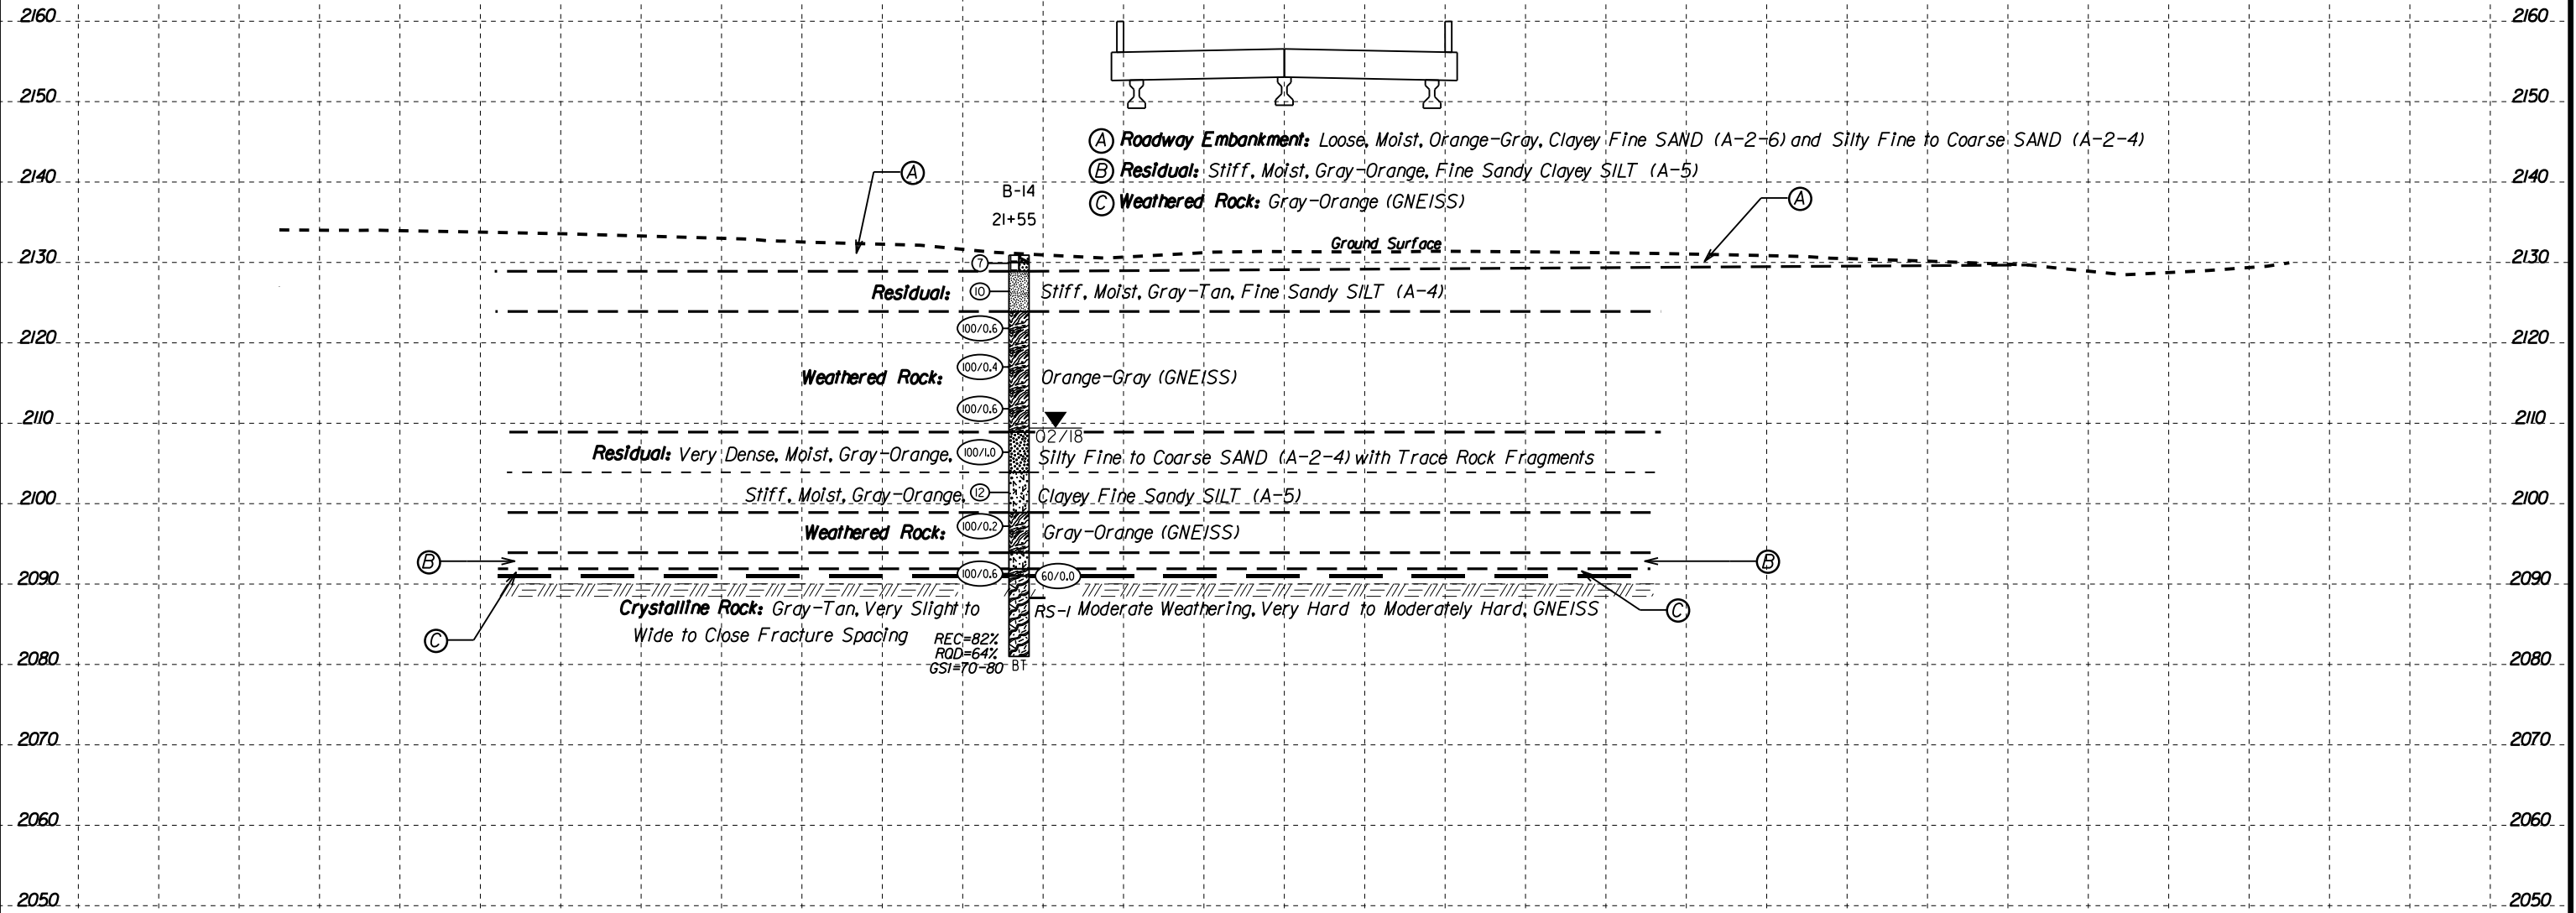 2160 2160
2150 2150
Ⓐ Roadway Embankment: Loose, Moist, Orange-Gray, Clayey Fine SAND (A-2-6) and Silty Fine to Coarse SAND (A-2-4)
Ⓑ Residual: Stiff, Moist, Gray-Orange, Fine Sandy Clayey SILT (A-5)
Ⓒ Weathered Rock: Gray-Orange (GNEISS)
A
2140 2140
B-14
21+55
A
Ground Surface
2130 2130
7
Residual: 10 Stiff, Moist, Gray-Tan, Fine Sandy SILT (A-4)
100/0.6
2120 2120
100/0.4
Weathered Rock: Orange-Gray (GNEISS)
100/0.6
2110 2110
02/18
Residual: Very Dense, Moist, Gray-Orange, 100/1.0 Silty Fine to Coarse SAND (A-2-4) with Trace Rock Fragments
Stiff, Moist, Gray-Orange, 12 Clayey Fine Sandy SILT (A-5)
2100 2100
100/0.2
Weathered Rock: Gray-Orange (GNEISS)
B B
100/0.6 60/0.0
2090 2090
Crystalline Rock: Gray-Tan, Very Slight to RS-1 Moderate Weathering, Very Hard to Moderately Hard, GNEISS
C
Wide to Close Fracture Spacing
C
REC=82%
RQD=64%
GSI=70-80 BT
2080 2080
2070 2070
2060 2060
2050 2050